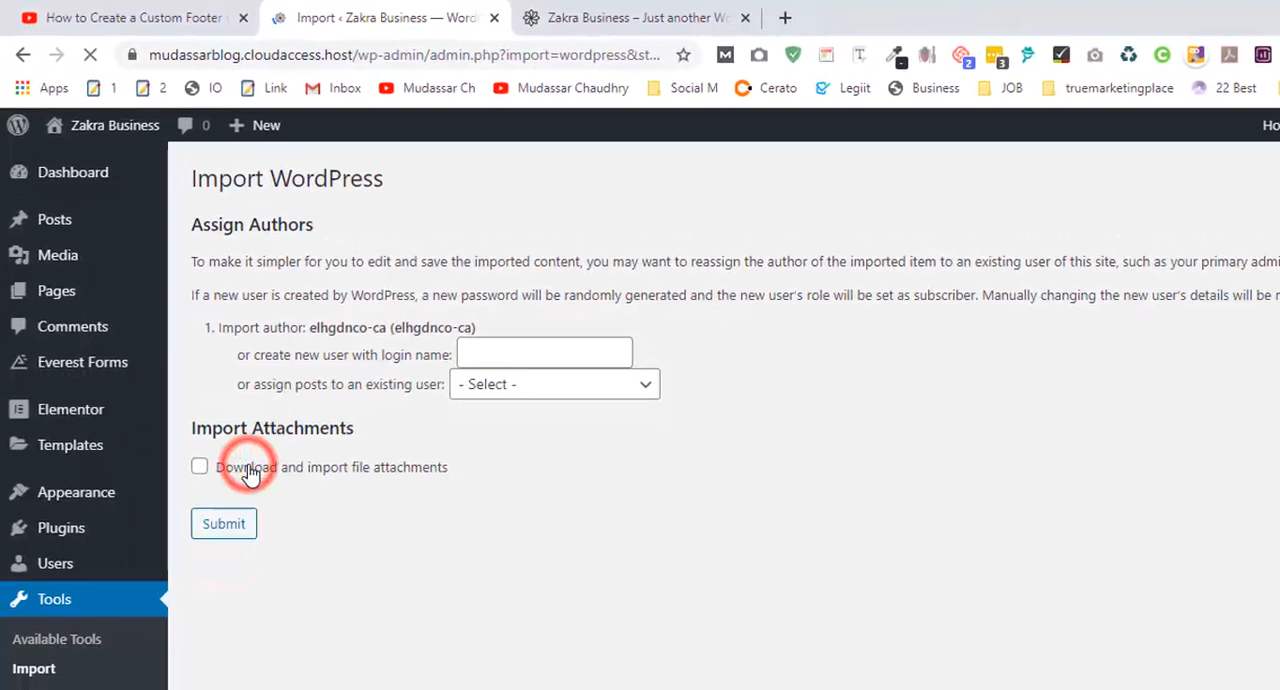 How to Create a Custom Footer
Import ‹ Zakra Business — Word
Zakra Business – Just another Wo
mudassarblog.cloudaccess.host/wp-admin/admin.php?import=wordpress&st...
2
3
Apps
1
2
IO
Link
Inbox
Mudassar Ch
Mudassar Chaudhry
Social M
Cerato
Legiit
Business
JOB
truemarketingplace
22 Best
Zakra Business
0
New
Ho
Dashboard
Posts
Media
Pages
Comments
Everest Forms
Elementor
Templates
Appearance
Plugins
Users
Tools
Available Tools
Import
Import WordPress
Assign Authors
To make it simpler for you to edit and save the imported content, you may want to reassign the author of the imported item to an existing user of this site, such as your primary admi
If a new user is created by WordPress, a new password will be randomly generated and the new user's role will be set as subscriber. Manually changing the new user's details will be
1. Import author: elhgdnco-ca (elhgdnco-ca)
or create new user with login name:
or assign posts to an existing user: - Select -
Import Attachments
Download and import file attachments
Submit